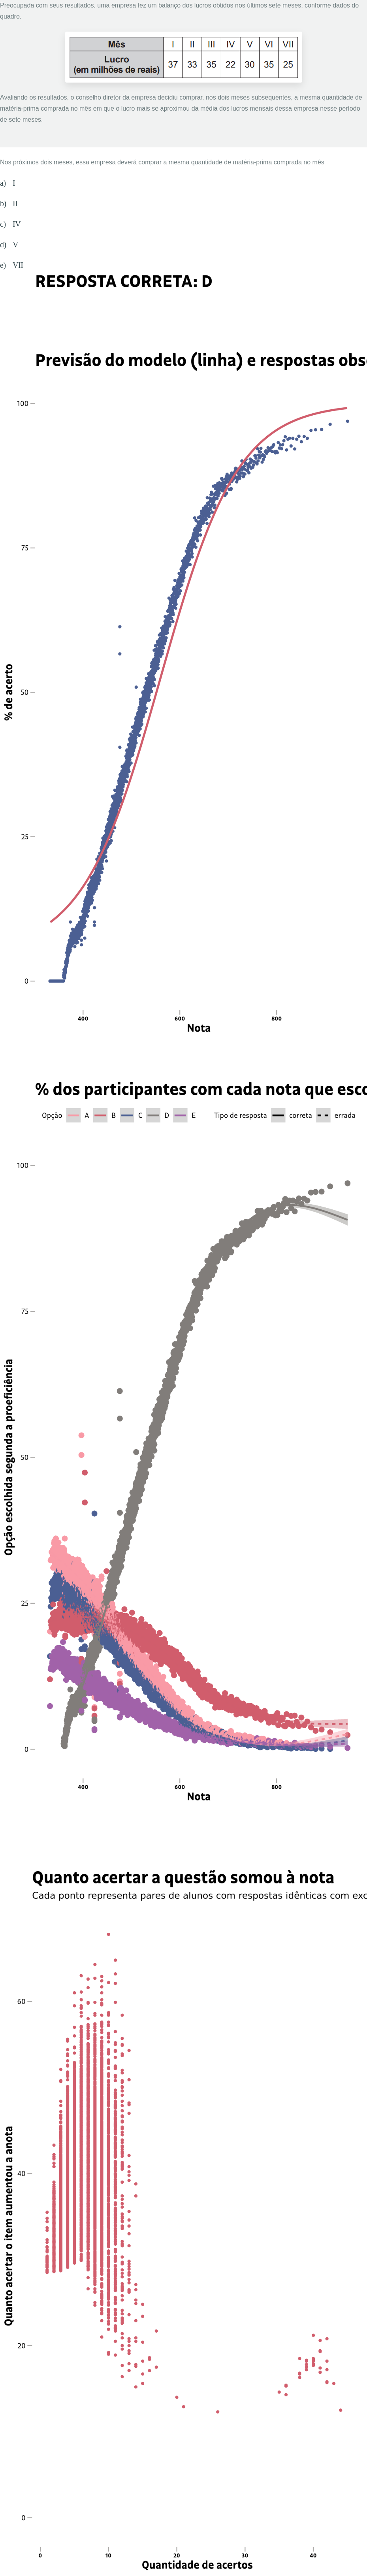 Preocupada com seus resultados, uma empresa fez um balanço dos lucros obtidos nos últimos sete meses, conforme dados do
quadro.
Mês I II III IV V VI VII
Lucro
(em milhões de reais) 37 33 35 22 30 35 25
Avaliando os resultados, o conselho diretor da empresa decidiu comprar, nos dois meses subsequentes, a mesma quantidade de
matéria-prima comprada no mês em que o lucro mais se aproximou da média dos lucros mensais dessa empresa nesse período
de sete meses.
Nos próximos dois meses, essa empresa deverá comprar a mesma quantidade de matéria-prima comprada no mês
a) I
b) II
c) IV
d) V
e) VII
RESPOSTA CORRETA: D
Previsão do modelo (linha) e respostas obs
100
75
50
25
0
% de acerto
400 600 800
Nota
% dos participantes com cada nota que esco
Opção A B C D E Tipo de resposta correta errada
100
75
50
25
0
Opção escolhida segunda a proeficiência
400 600 800
Nota
Quanto acertar a questão somou à nota
Cada ponto representa pares de alunos com respostas idênticas com exc
60
40
20
0
Quanto acertar o item aumentou a anota
0 10 20 30 40
Quantidade de acertos